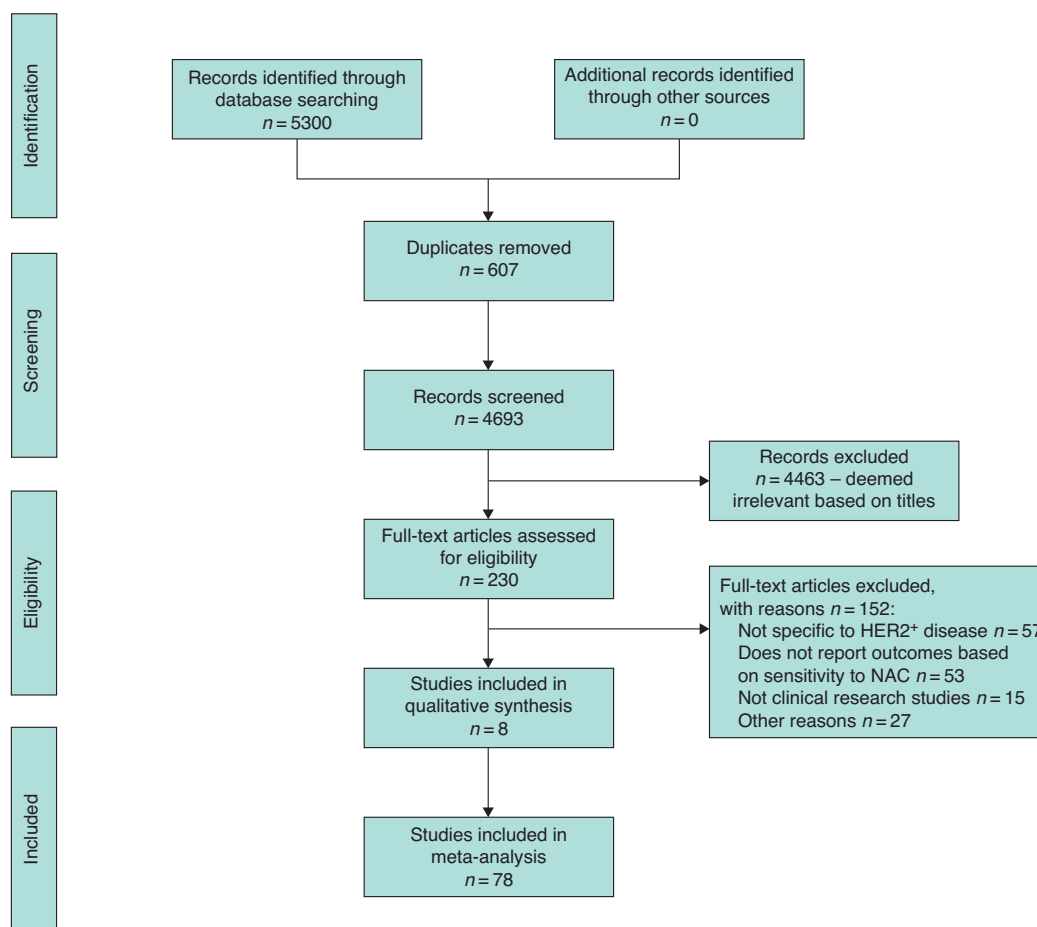 Identification
Records identified through
database searching
n = 5300
Additional records identified
through other sources
n = 0
Duplicates removed
n = 607
Screening
Records screened
n = 4693
Records excluded
n = 4463 – deemed
irrelevant based on titles
Eligibility
Full-text articles assessed
for eligibility
n = 230
Full-text articles excluded,
with reasons n = 152:
Not specific to HER2+ disease n = 57
Does not report outcomes based
on sensitivity to NAC n = 53
Not clinical research studies n = 15
Other reasons n = 27
Studies included in
qualitative synthesis
n = 8
Included
Studies included in
meta-analysis
n = 78